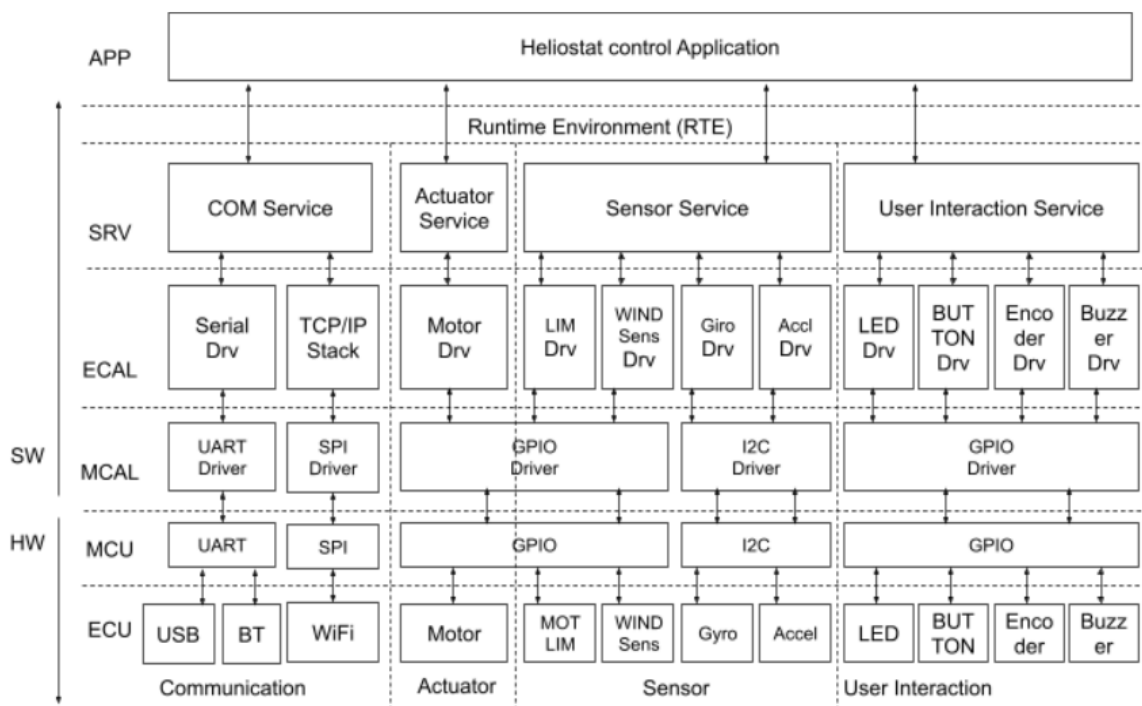 APP
Heliostat control Application
Runtime Environment (RTE)
SRV
COM Service
Actuator
Service
Sensor Service
User Interaction Service
ECAL
Serial
Drv
TCP/IP
Stack
Motor
Drv
LIM
Drv
WIND
Sens
Drv
Giro
Drv
Accl
Drv
LED
Drv
BUT
TON
Drv
Enco
der
Drv
Buzz
er
Drv
SW
MCAL
UART
Driver
SPI
Driver
GPIO
Driver
I2C
Driver
GPIO
Driver
HW
MCU
UART
SPI
GPIO
I2C
GPIO
ECU
USB
BT
WiFi
Motor
MOT
LIM
WIND
Sens
Gyro
Accel
LED
BUT
TON
Enco
der
Buzz
er
Communication
Actuator
Sensor
User Interaction